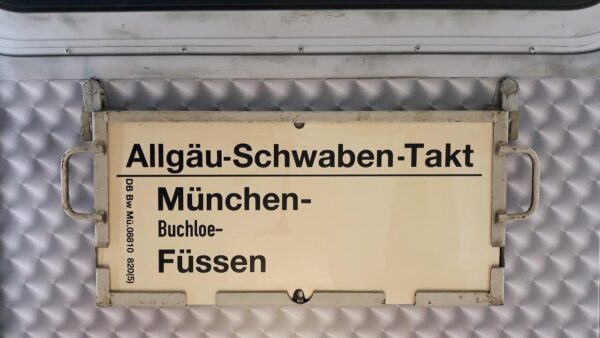 Allgäu-Schwaben-Takt
München-
Buchloe-
Füssen
DB Bw Mü.08810 820(5)